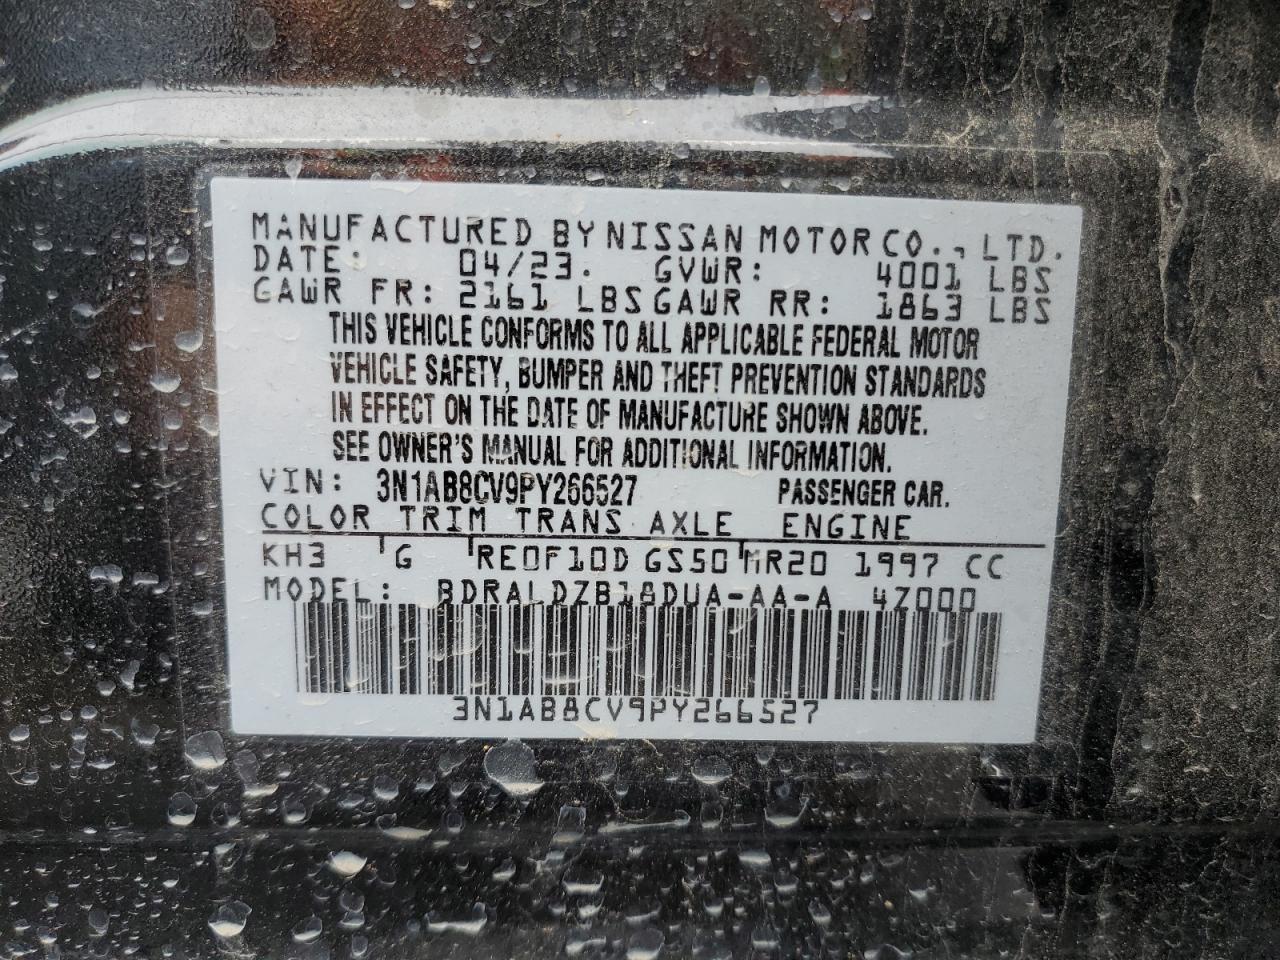 MANUFACTURED BY NISSAN MOTOR CO., LTD.
DATE: 04/23. GVWR: 4001 LBS
GAWR FR: 2161 LBS GAWR RR: 1863 LBS
THIS VEHICLE CONFORMS TO ALL APPLICABLE FEDERAL MOTOR
VEHICLE SAFETY, BUMPER AND THEFT PREVENTION STANDARDS
IN EFFECT ON THE DATE OF MANUFACTURE SHOWN ABOVE.
SEE OWNER'S MANUAL FOR ADDITIONAL INFORMATION.
VIN: 3N1AB8CV9PY266527 PASSENGER CAR.
COLOR TRIM TRANS AXLE ENGINE
KH3 G RE0F10D GS50 MR20 1997 CC
MODEL: BDRALDZB18DUA-AA-A 4Z000
3N1AB8CV9PY266527